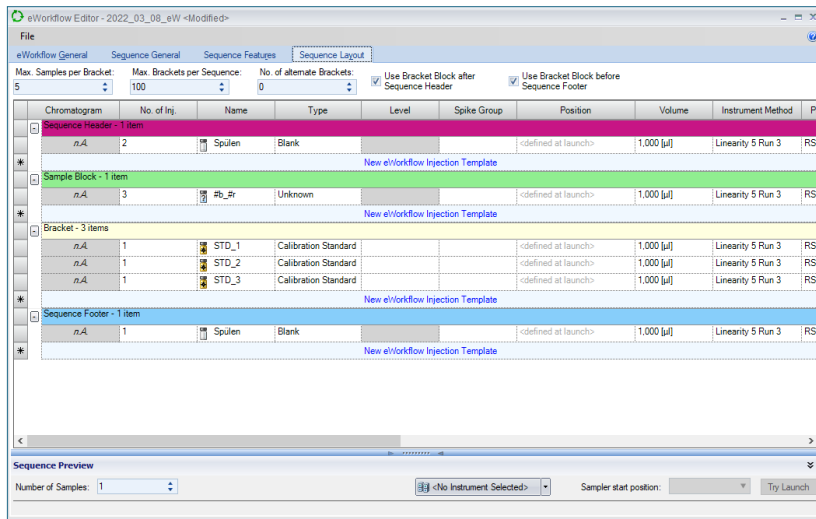 eWorkflow Editor - 2022_03_08_eW <Modified>
File
eWorkflow General Sequence General Sequence Features Sequence Layout
Max. Samples per Bracket: Max. Brackets per Sequence: No. of alternate Brackets: Use Bracket Block after Use Bracket Block before
5 100 0 Sequence Header Sequence Footer
Chromatogram No. of Inj. Name Type Level Spike Group Position Volume Instrument Method P
Sequence Header - 1 item
n.A. 2 Spülen Blank <defined at launch> 1,000 [µl] Linearity 5 Run 3 RS
New eWorkflow Injection Template
Sample Block - 1 item
n.A. 3 #b_#r Unknown <defined at launch> 1,000 [µl] Linearity 5 Run 3 RS
New eWorkflow Injection Template
Bracket - 3 items
n.A. 1 STD_1 Calibration Standard <defined at launch> 1,000 [µl] Linearity 5 Run 3 RS
n.A. 1 STD_2 Calibration Standard <defined at launch> 1,000 [µl] Linearity 5 Run 3 RS
n.A. 1 STD_3 Calibration Standard <defined at launch> 1,000 [µl] Linearity 5 Run 3 RS
New eWorkflow Injection Template
Sequence Footer - 1 item
n.A. 1 Spülen Blank <defined at launch> 1,000 [µl] Linearity 5 Run 3 RS
New eWorkflow Injection Template
Sequence Preview
Number of Samples: 1 <No Instrument Selected> Sampler start position: Try Launch